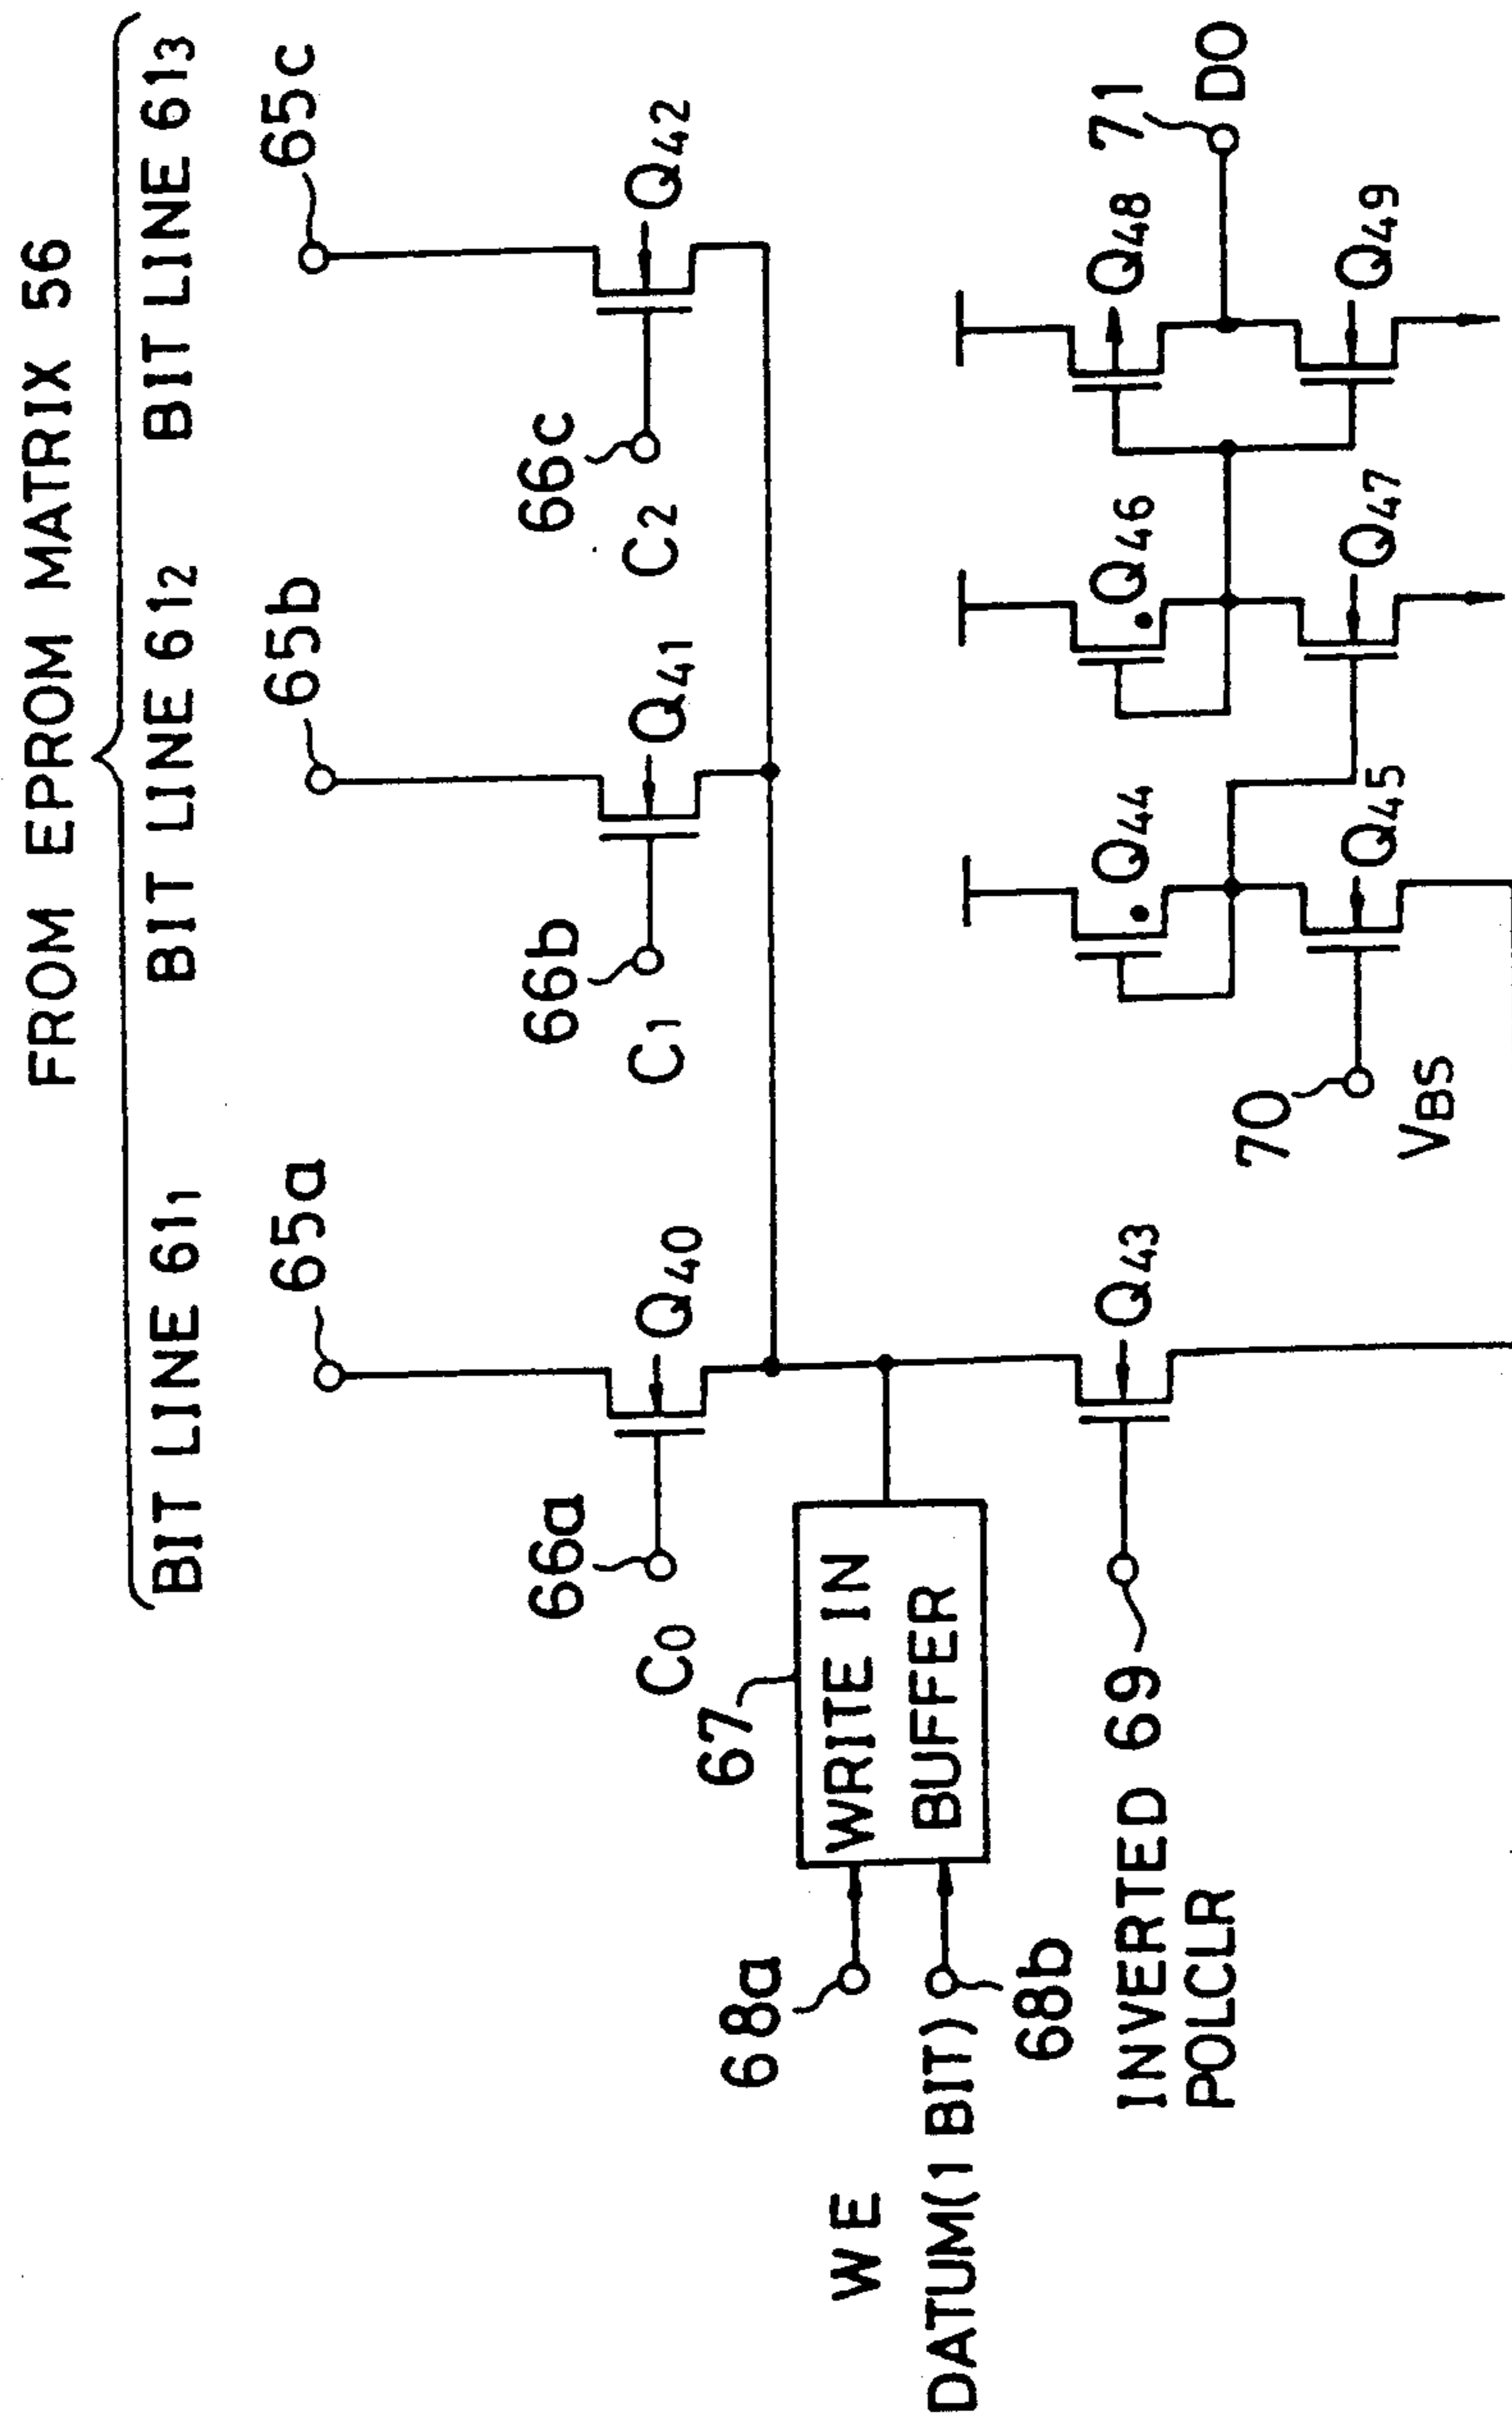 FROM EPROM MATRIX 56
BIT LINE 61₁ BIT LINE 61₂ BIT LINE 61₃
65a 65b 65c
66a Q40 66b Q41 66c Q42
C0 C1 C2
67
WRITE IN
BUFFER
68a
WE
DATUM(1 BIT)
68b
INVERTED 69
POLCLR
Q43
70
VBS
Q44
Q45
Q46
Q47
Q48
Q49
71
DO